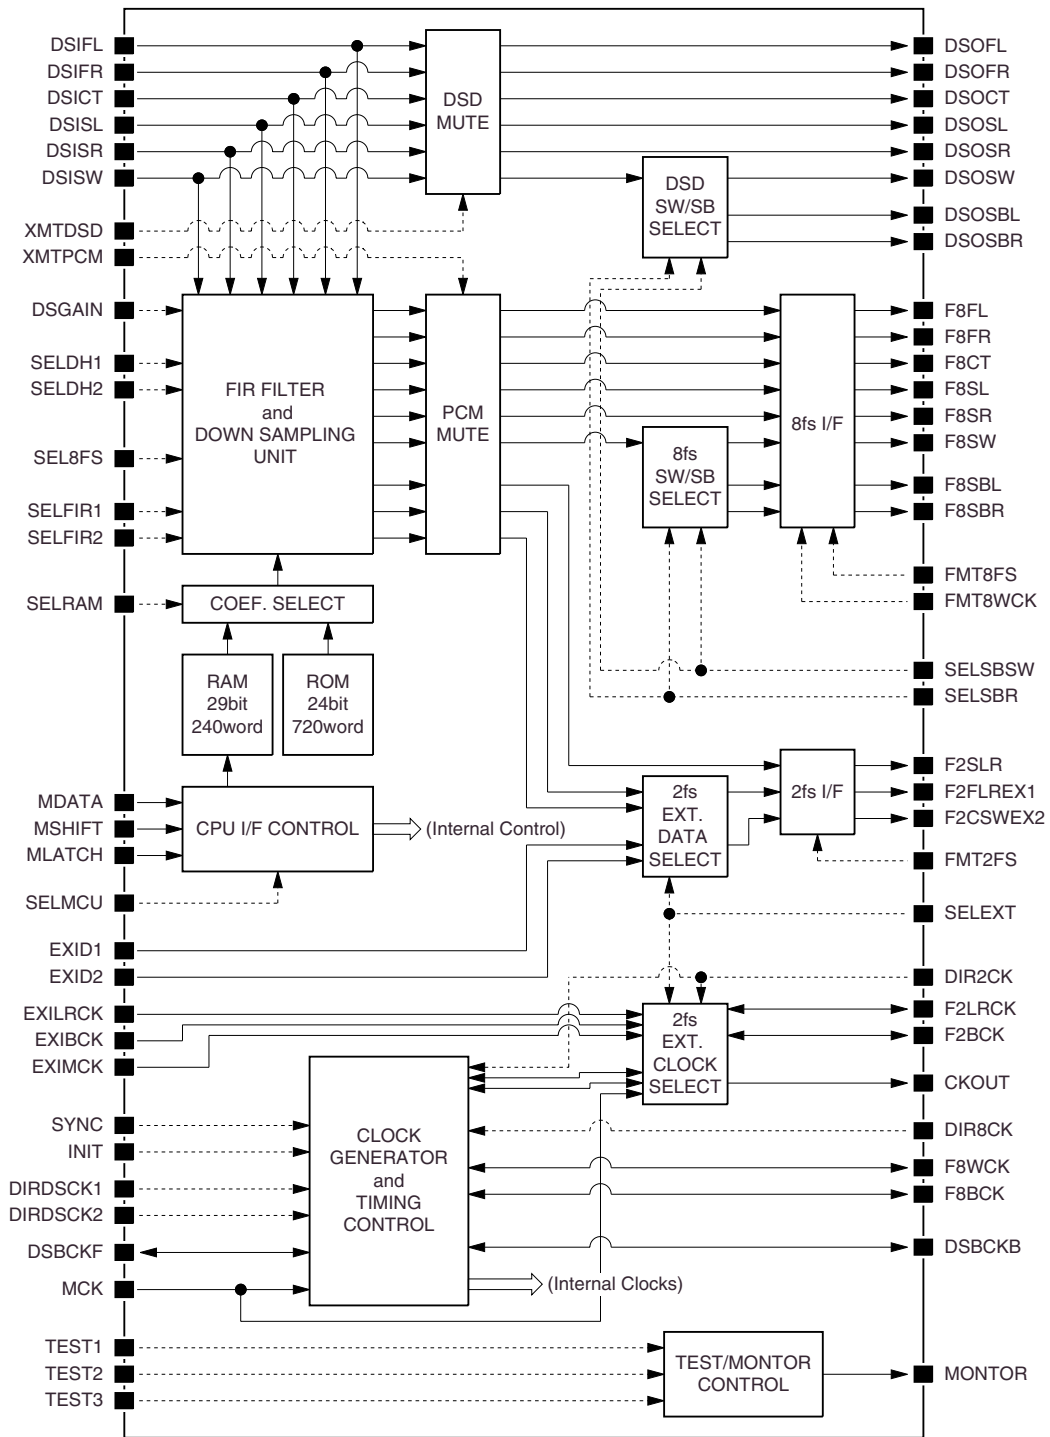 DSIFL
DSIFR
DSICT
DSISL
DSISR
DSISW
XMTDSD
XMTPCM
DSGAIN
SELDH1
SELDH2
SEL8FS
SELFIR1
SELFIR2
SELRAM
MDATA
MSHIFT
MLATCH
SELMCU
EXID1
EXID2
EXILRCK
EXIBCK
EXIMCK
SYNC
INIT
DIRDSCK1
DIRDSCK2
DSBCKF
MCK
TEST1
TEST2
TEST3
DSD
MUTE
DSD
SW/SB
SELECT
FIR FILTER
and
DOWN SAMPLING
UNIT
PCM
MUTE
8fs
SW/SB
SELECT
8fs I/F
COEF. SELECT
RAM
29bit
240word
ROM
24bit
720word
CPU I/F CONTROL
(Internal Control)
2fs
EXT.
DATA
SELECT
2fs I/F
2fs
EXT.
CLOCK
SELECT
CLOCK
GENERATOR
and
TIMING
CONTROL
(Internal Clocks)
TEST/MONTOR
CONTROL
DSOFL
DSOFR
DSOCT
DSOSL
DSOSR
DSOSW
DSOSBL
DSOSBR
F8FL
F8FR
F8CT
F8SL
F8SR
F8SW
F8SBL
F8SBR
FMT8FS
FMT8WCK
SELSBSW
SELSBR
F2SLR
F2FLREX1
F2CSWEX2
FMT2FS
SELEXT
DIR2CK
F2LRCK
F2BCK
CKOUT
DIR8CK
F8WCK
F8BCK
DSBCKB
MONTOR